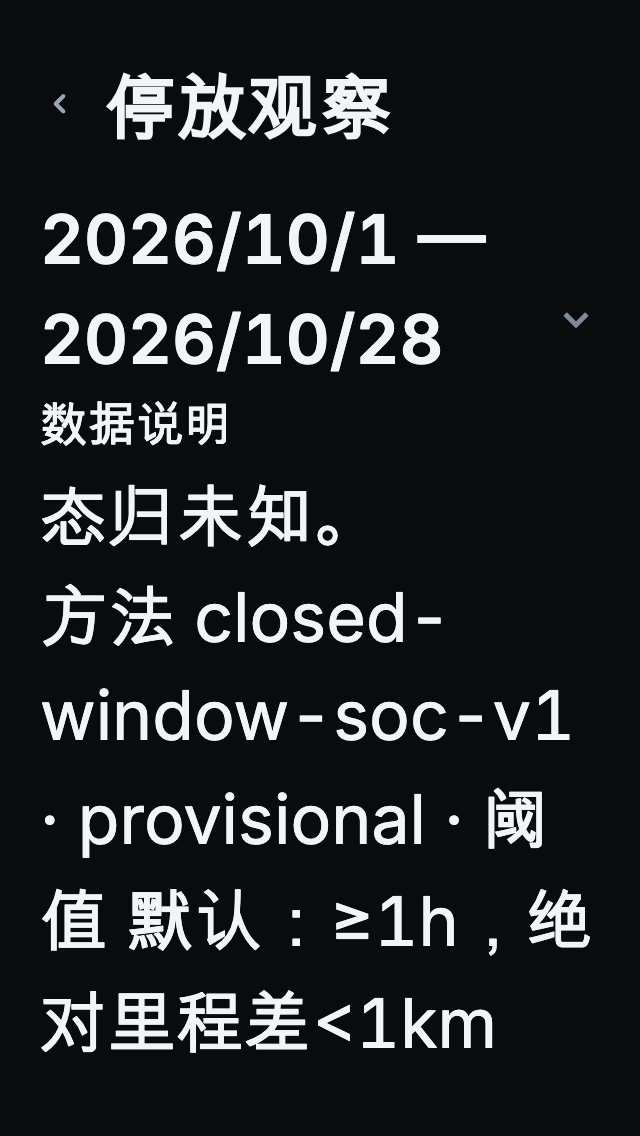 停放观察
2026/10/1 —
2026/10/28
数据说明
态归未知。
方法 closed-
window-soc-v1
· provisional · 阈
值 默认：≥1h，绝
对里程差<1km